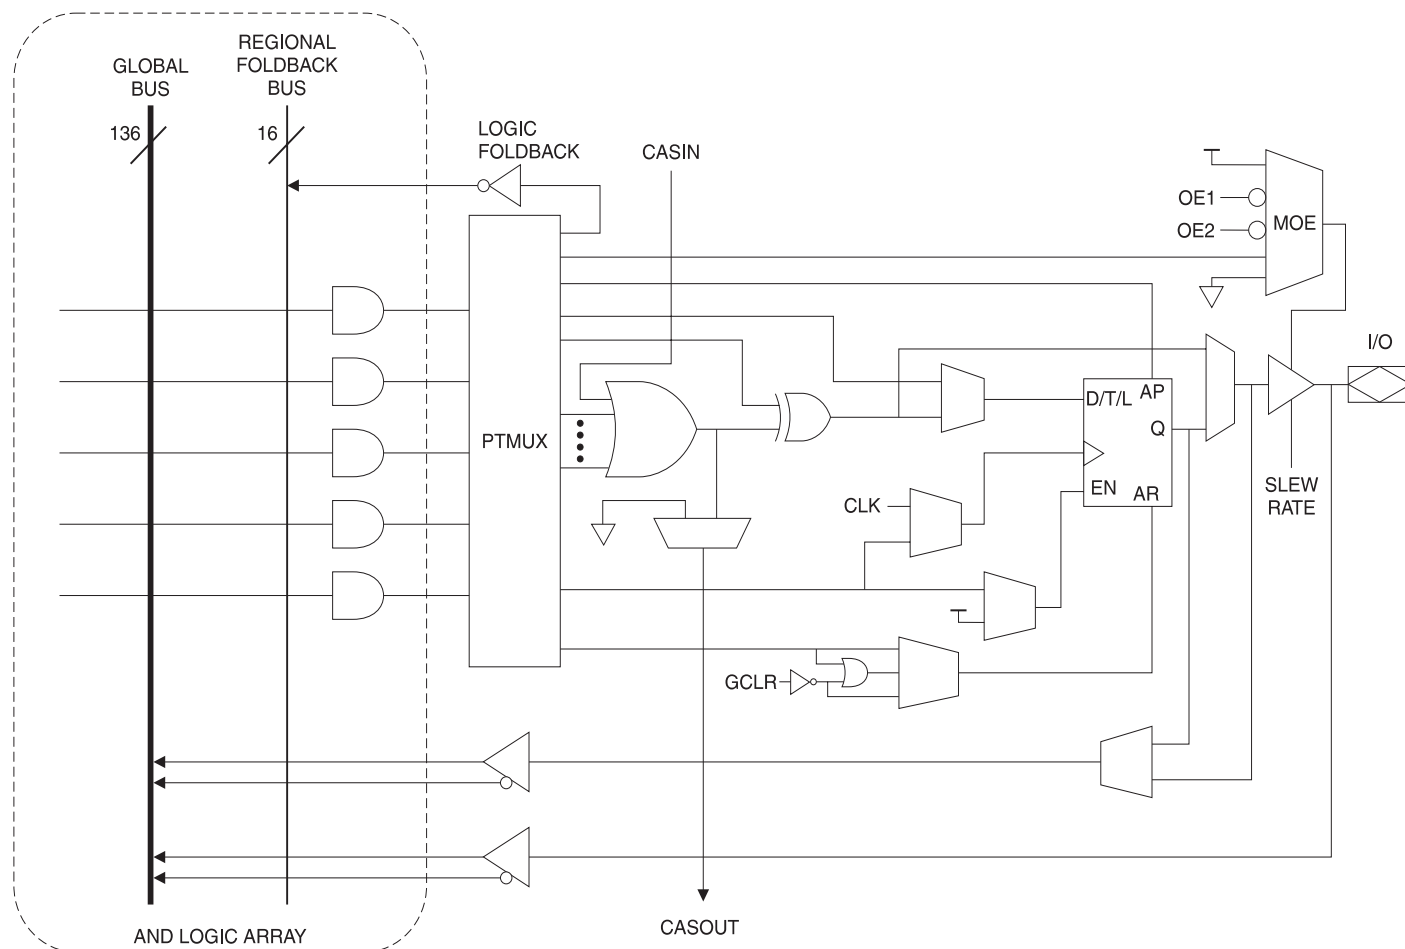 GLOBAL
BUS
REGIONAL
FOLDBACK
BUS
136
16
LOGIC
FOLDBACK
CASIN
OE1
OE2
MOE
I/O
PTMUX
D/T/L
AP
Q
EN
AR
CLK
SLEW
RATE
GCLR
CASOUT
AND LOGIC ARRAY